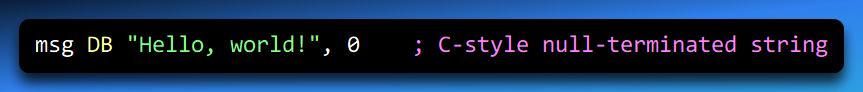 msg DB "Hello, world!", 0    ; C-style null-terminated string